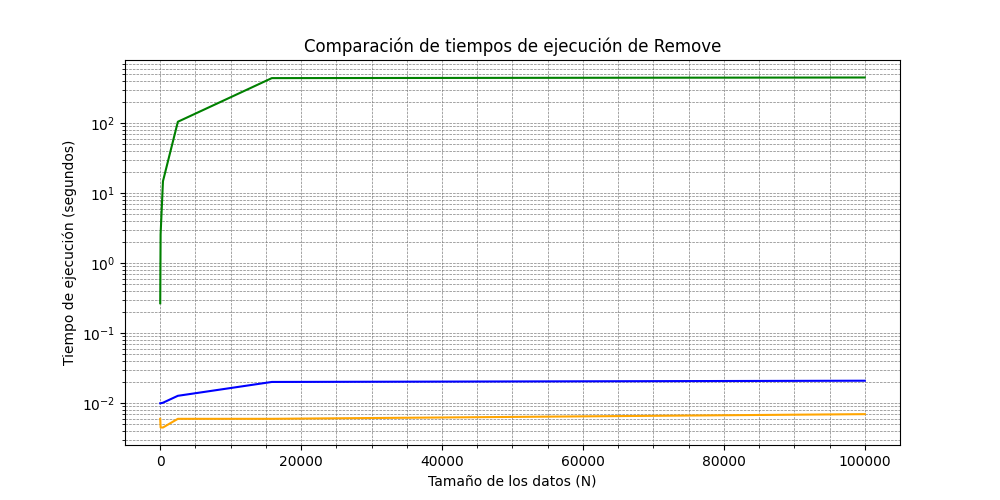 Comparación de tiempos de ejecución de Remove
Tiempo de ejecución (segundos)
10²
10¹
10⁰
10⁻¹
10⁻²
0 20000 40000 60000 80000 100000
Tamaño de los datos (N)